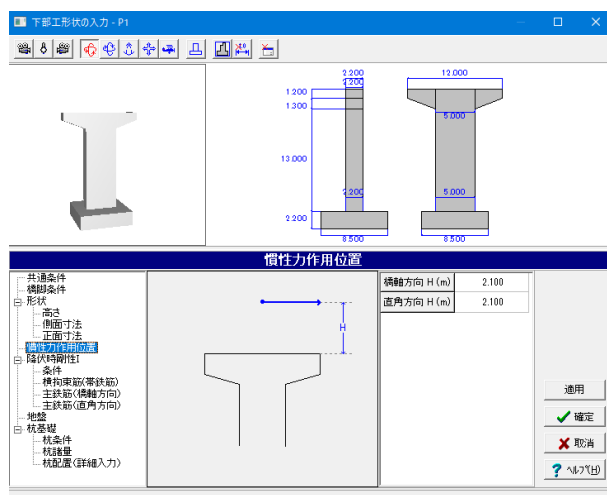 下部工形状の入力 - P1
2.200
2.200
12.000
1.200
1.300
5.000
13.000
2.200
5.000
2.200
8.500
8.500
慣性力作用位置
共通条件
橋脚条件
形状
高さ
側面寸法
正面寸法
慣性力作用位置
降伏時剛性I
条件
横拘束筋(帯鉄筋)
主鉄筋(橋軸方向)
主鉄筋(直角方向)
地盤
杭基礎
杭条件
杭諸量
杭配置(詳細入力)
H
橋軸方向 H (m) 2.100
直角方向 H (m) 2.100
適用
確定
取消
? ﾍﾙﾌﾟ(H)